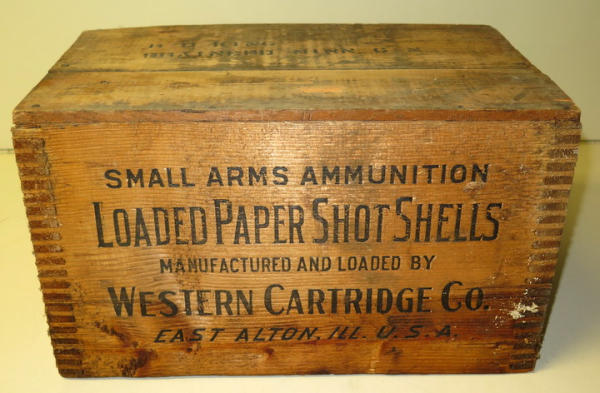 SMALL ARMS AMMUNITION
LOADED PAPER SHOT SHELLS
MANUFACTURED AND LOADED BY
WESTERN CARTRIDGE CO.
EAST ALTON, ILL. U.S.A.